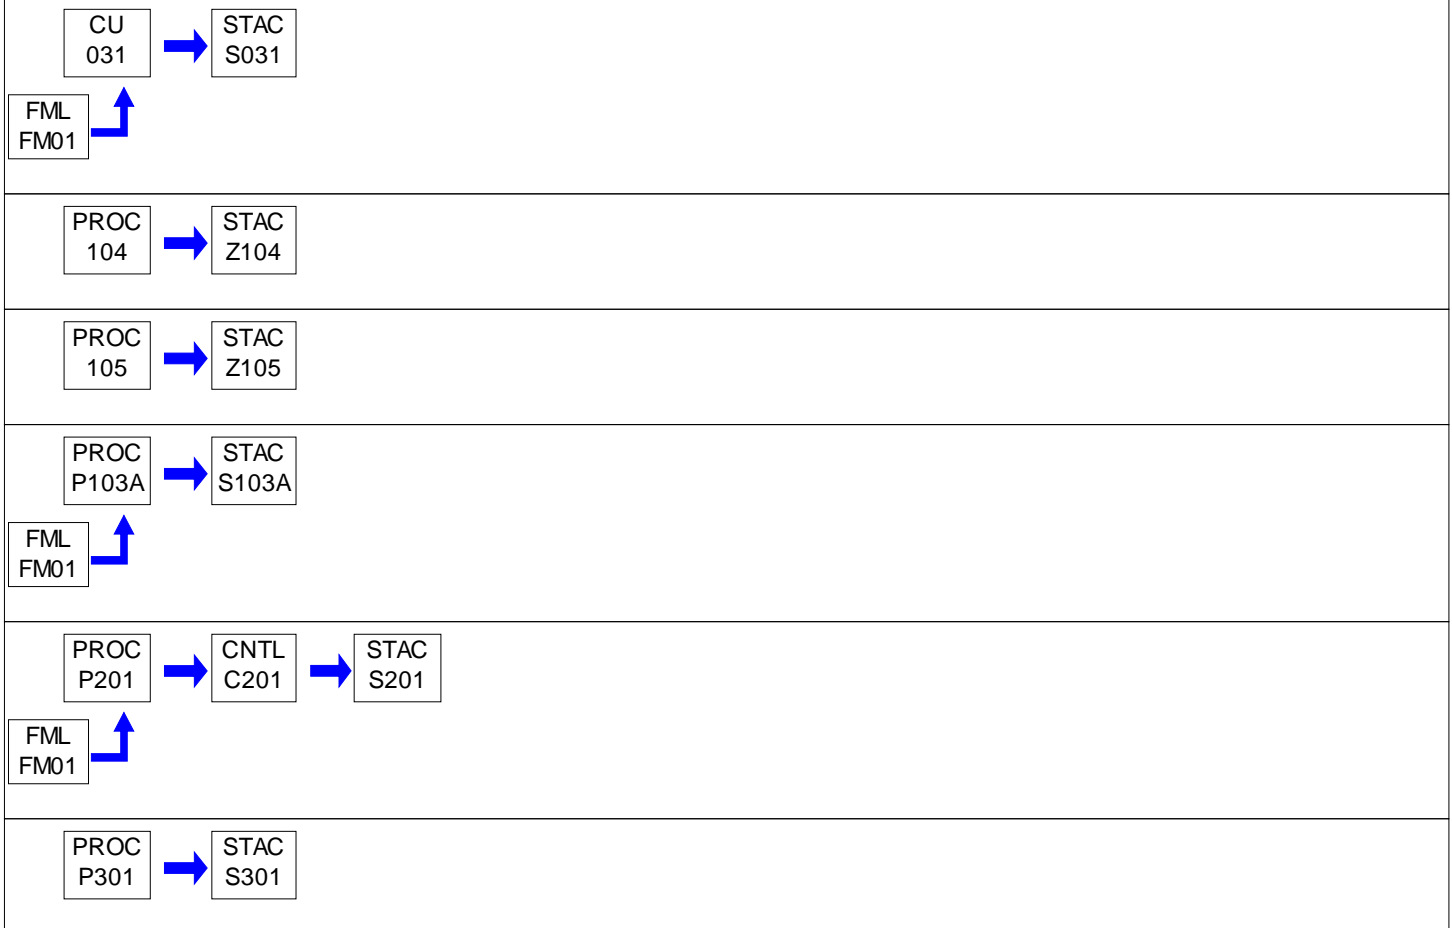 CU
031
STAC
S031
FML
FM01
PROC
104
STAC
Z104
PROC
105
STAC
Z105
PROC
P103A
STAC
S103A
FML
FM01
PROC
P201
CNTL
C201
STAC
S201
FML
FM01
PROC
P301
STAC
S301